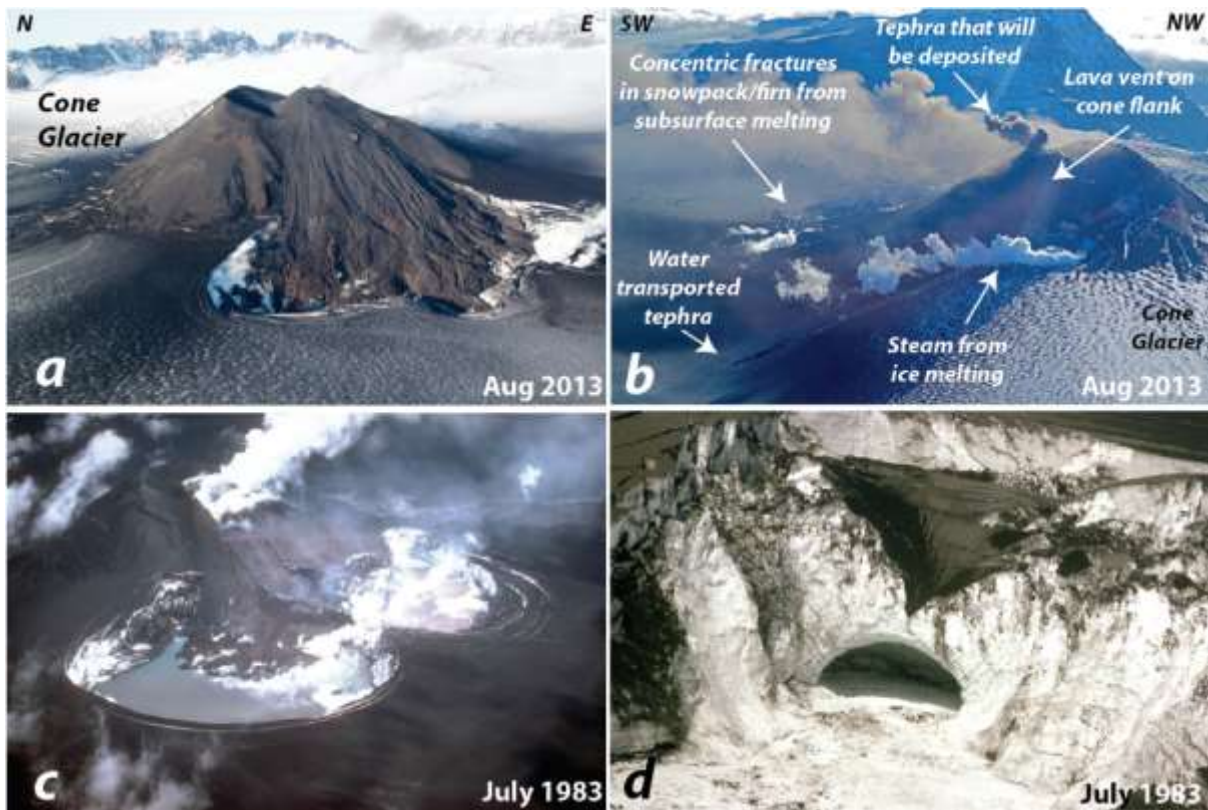 N
E
Cone
Glacier
a
Aug 2013
SW
NW
Tephra that will
be deposited
Concentric fractures
in snowpack/firn from
subsurface melting
Lava vent on
cone flank
Water
transported
tephra
Steam from
ice melting
Cone
Glacier
b
Aug 2013
c
July 1983
d
July 1983